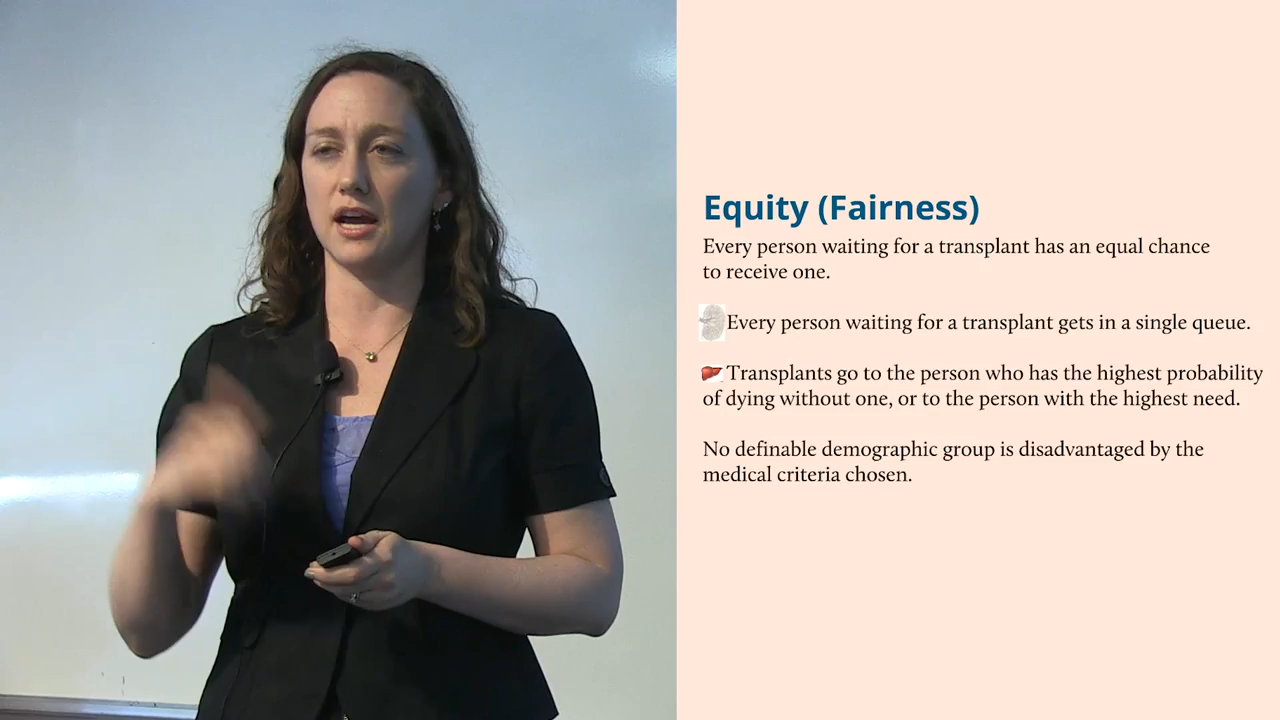 Equity (Fairness)
Every person waiting for a transplant has an equal chance
to receive one.
Every person waiting for a transplant gets in a single queue.
Transplants go to the person who has the highest probability
of dying without one, or to the person with the highest need.
No definable demographic group is disadvantaged by the
medical criteria chosen.